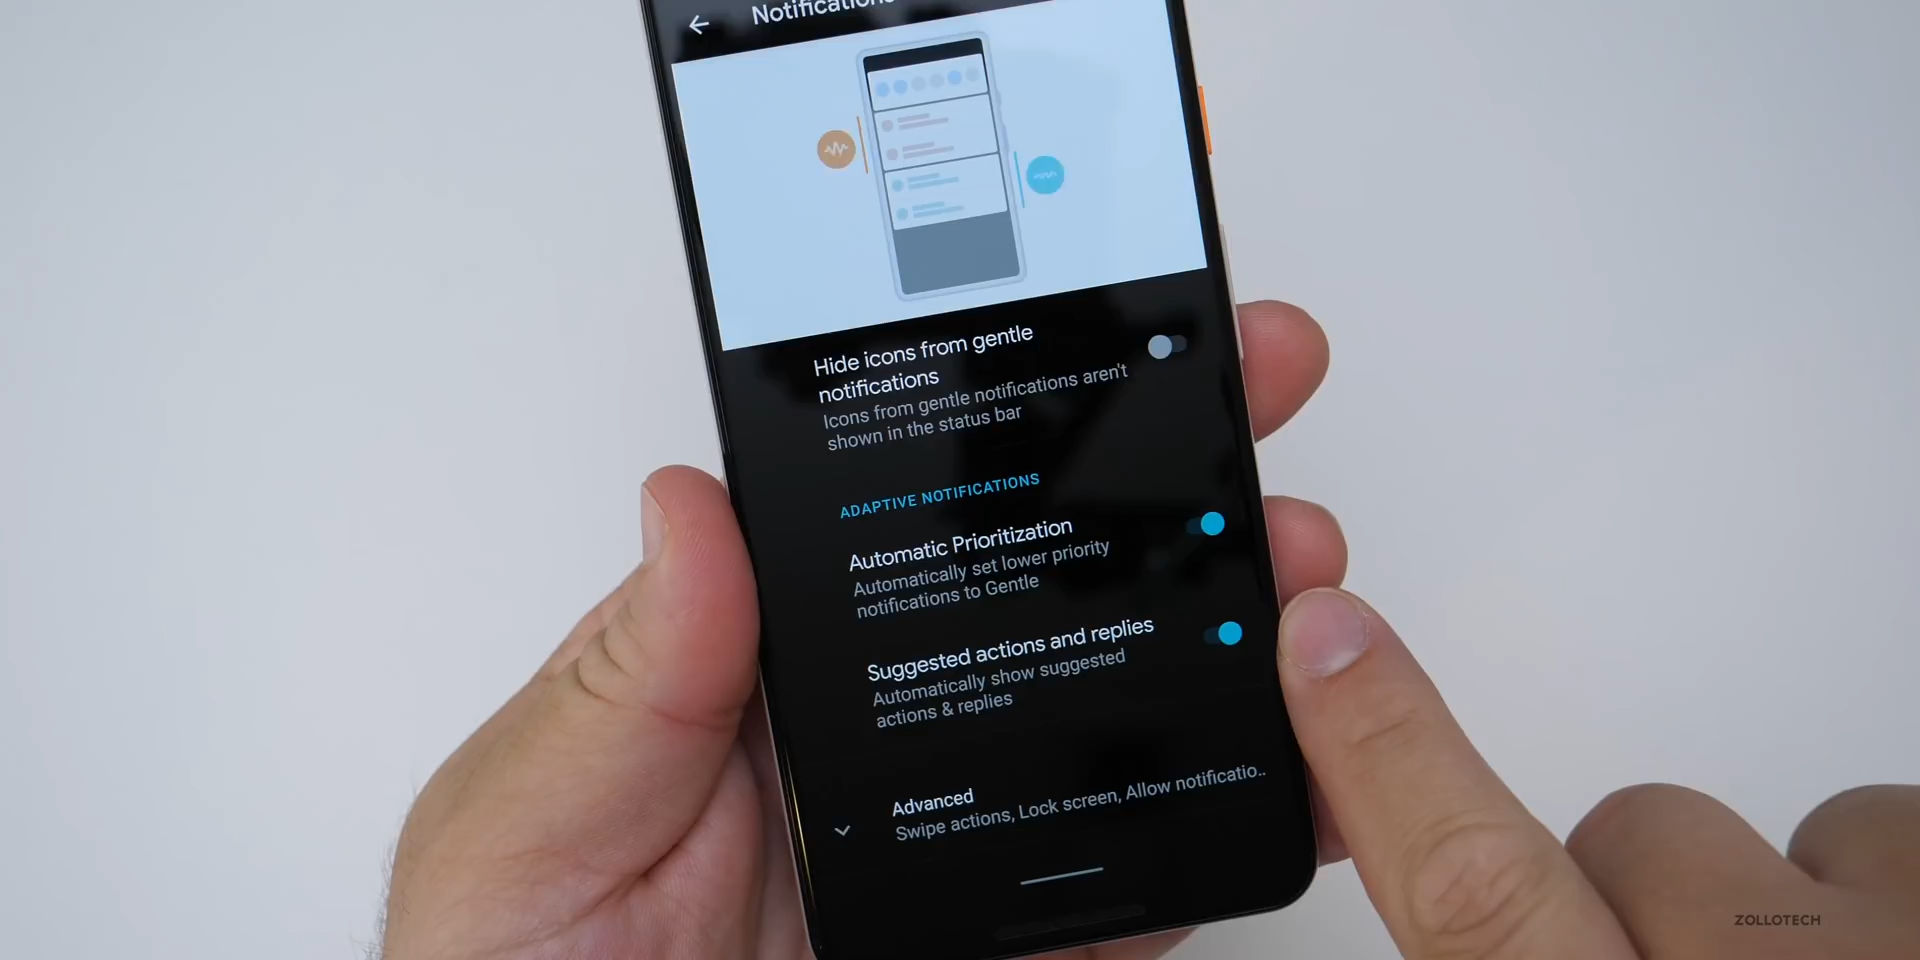 Notifications
Hide icons from gentle
notifications
Icons from gentle notifications aren't
shown in the status bar
ADAPTIVE NOTIFICATIONS
Automatic Prioritization
Automatically set lower priority
notifications to Gentle
Suggested actions and replies
Automatically show suggested
actions & replies
Advanced
Swipe actions, Lock screen, Allow notificatio..
ZOLLOTECH